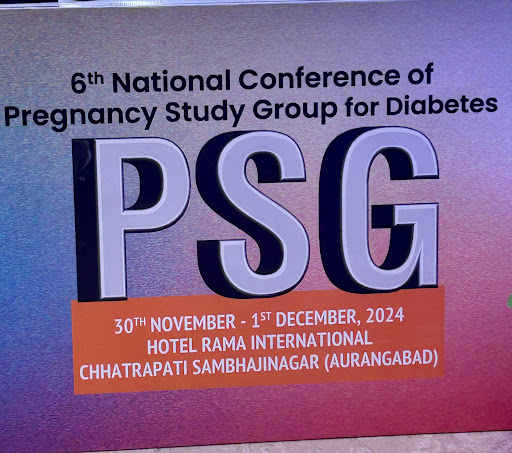 6th National Conference of
Pregnancy Study Group for Diabetes
PSG
30TH NOVEMBER - 1ST DECEMBER, 2024
HOTEL RAMA INTERNATIONAL
CHHATRAPATI SAMBHAJINAGAR (AURANGABAD)